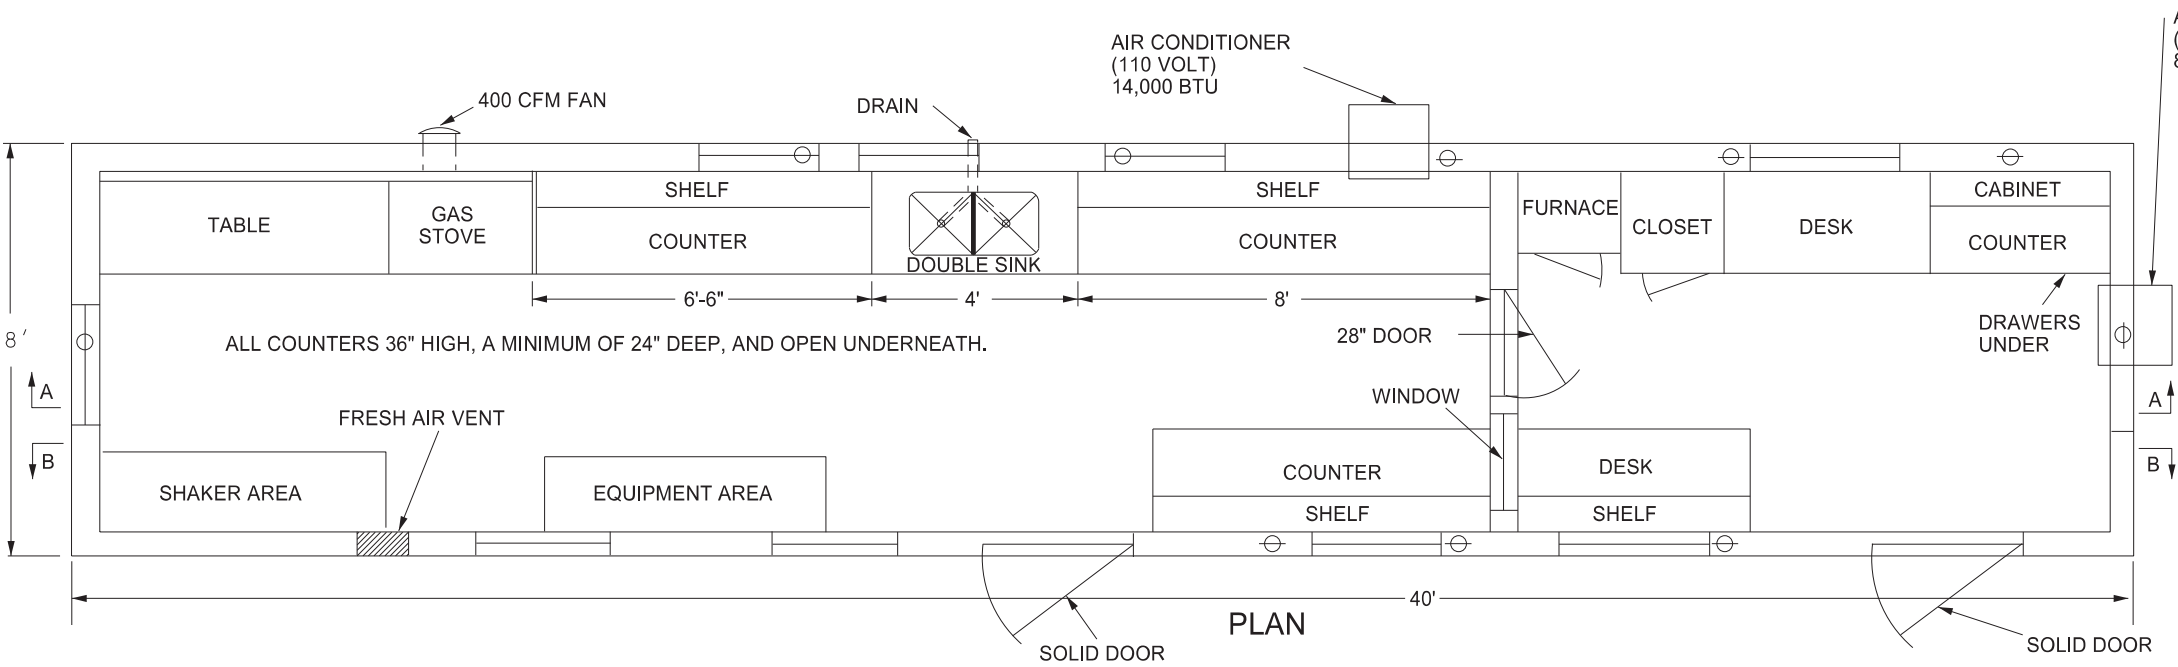 AIR CONDITIONER
(110 VOLT)
14,000 BTU
400 CFM FAN
DRAIN
SHELF
SHELF
CABINET
TABLE
GAS
STOVE
COUNTER
COUNTER
FURNACE
CLOSET
DESK
COUNTER
DOUBLE SINK
6'-6"
4'
8'
8'
ALL COUNTERS 36" HIGH, A MINIMUM OF 24" DEEP, AND OPEN UNDERNEATH.
28" DOOR
DRAWERS
UNDER
A
A
WINDOW
FRESH AIR VENT
B
B
SHAKER AREA
EQUIPMENT AREA
COUNTER
DESK
SHELF
SHELF
40'
PLAN
SOLID DOOR
SOLID DOOR